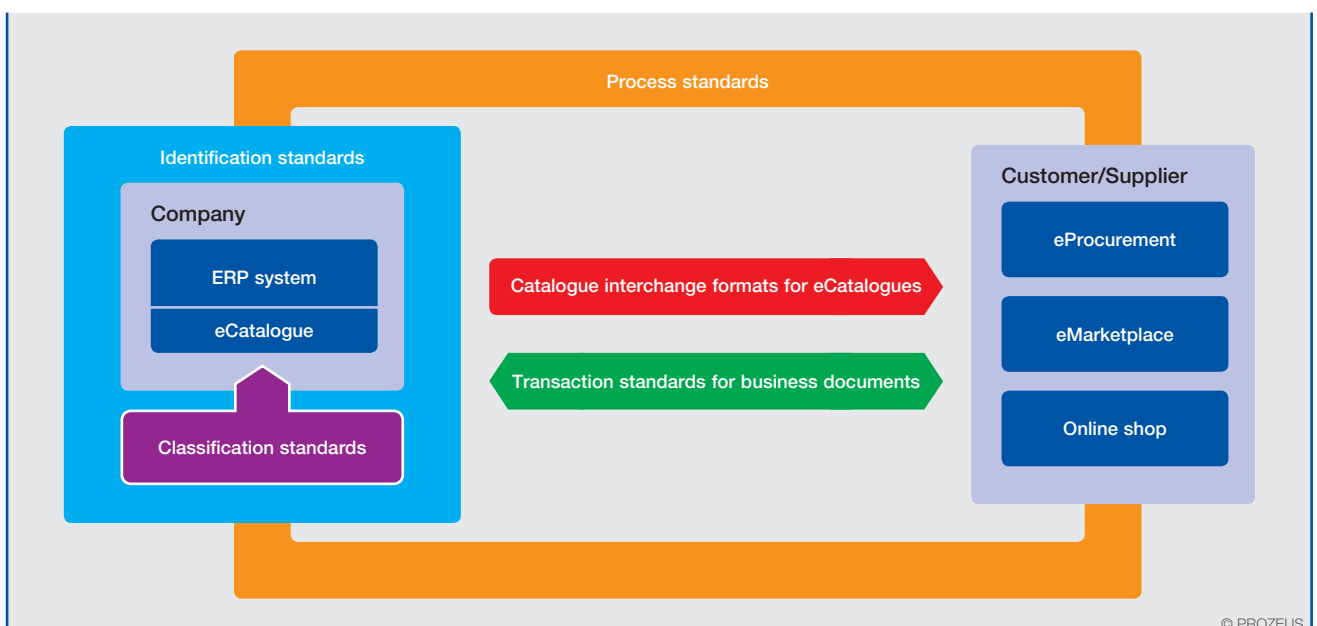 Process standards
Identification standards
Company
ERP system
eCatalogue
Classification standards
Catalogue interchange formats for eCatalogues
Transaction standards for business documents
Customer/Supplier
eProcurement
eMarketplace
Online shop
© PROZEUS